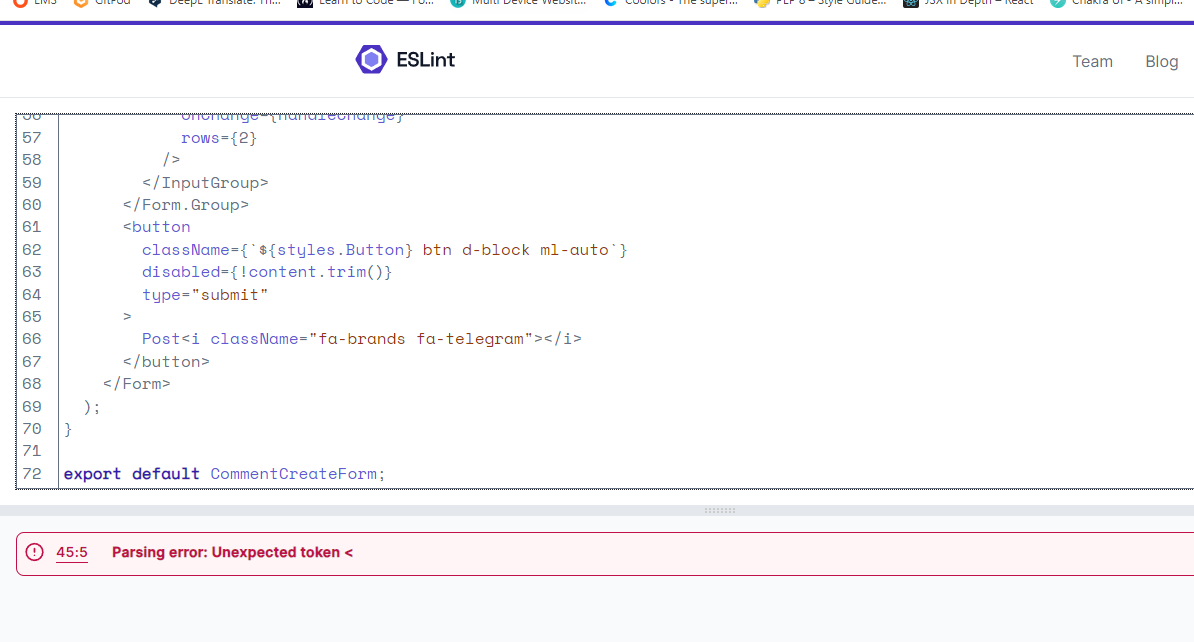 LMS GitPod DeepL Translate: Th... Learn to Code — Fo... Multi Device Websit... Coolors - The super... PEP 8 – Style Guide... JSX In Depth – React Chakra UI - A simpl...
ESLint Team Blog
56 onChange={handleChange}
57 rows={2}
58 />
59 </InputGroup>
60 </Form.Group>
61 <button
62 className={`${styles.Button} btn d-block ml-auto`}
63 disabled={!content.trim()}
64 type="submit"
65 >
66 Post<i className="fa-brands fa-telegram"></i>
67 </button>
68 </Form>
69 );
70 }
71
72 export default CommentCreateForm;
45:5 Parsing error: Unexpected token <